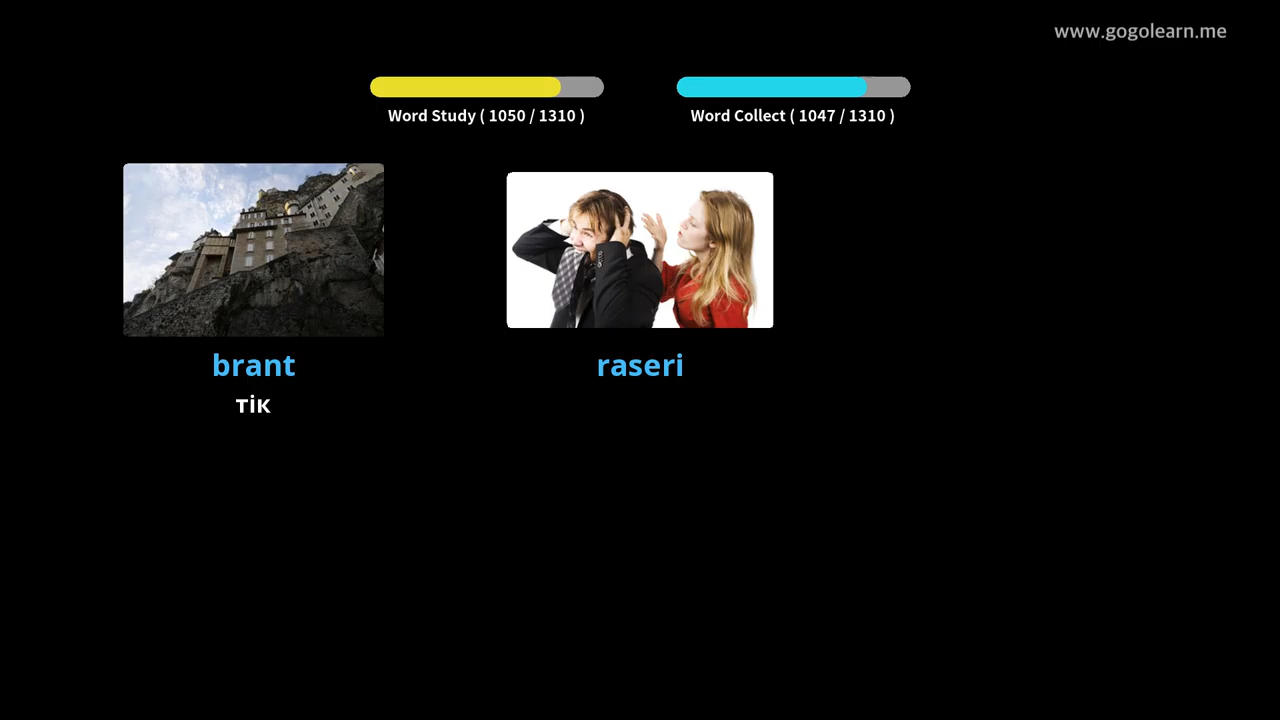 www.gogolearn.me
Word Study ( 1050 / 1310 )
Word Collect ( 1047 / 1310 )
brant
raseri
тік